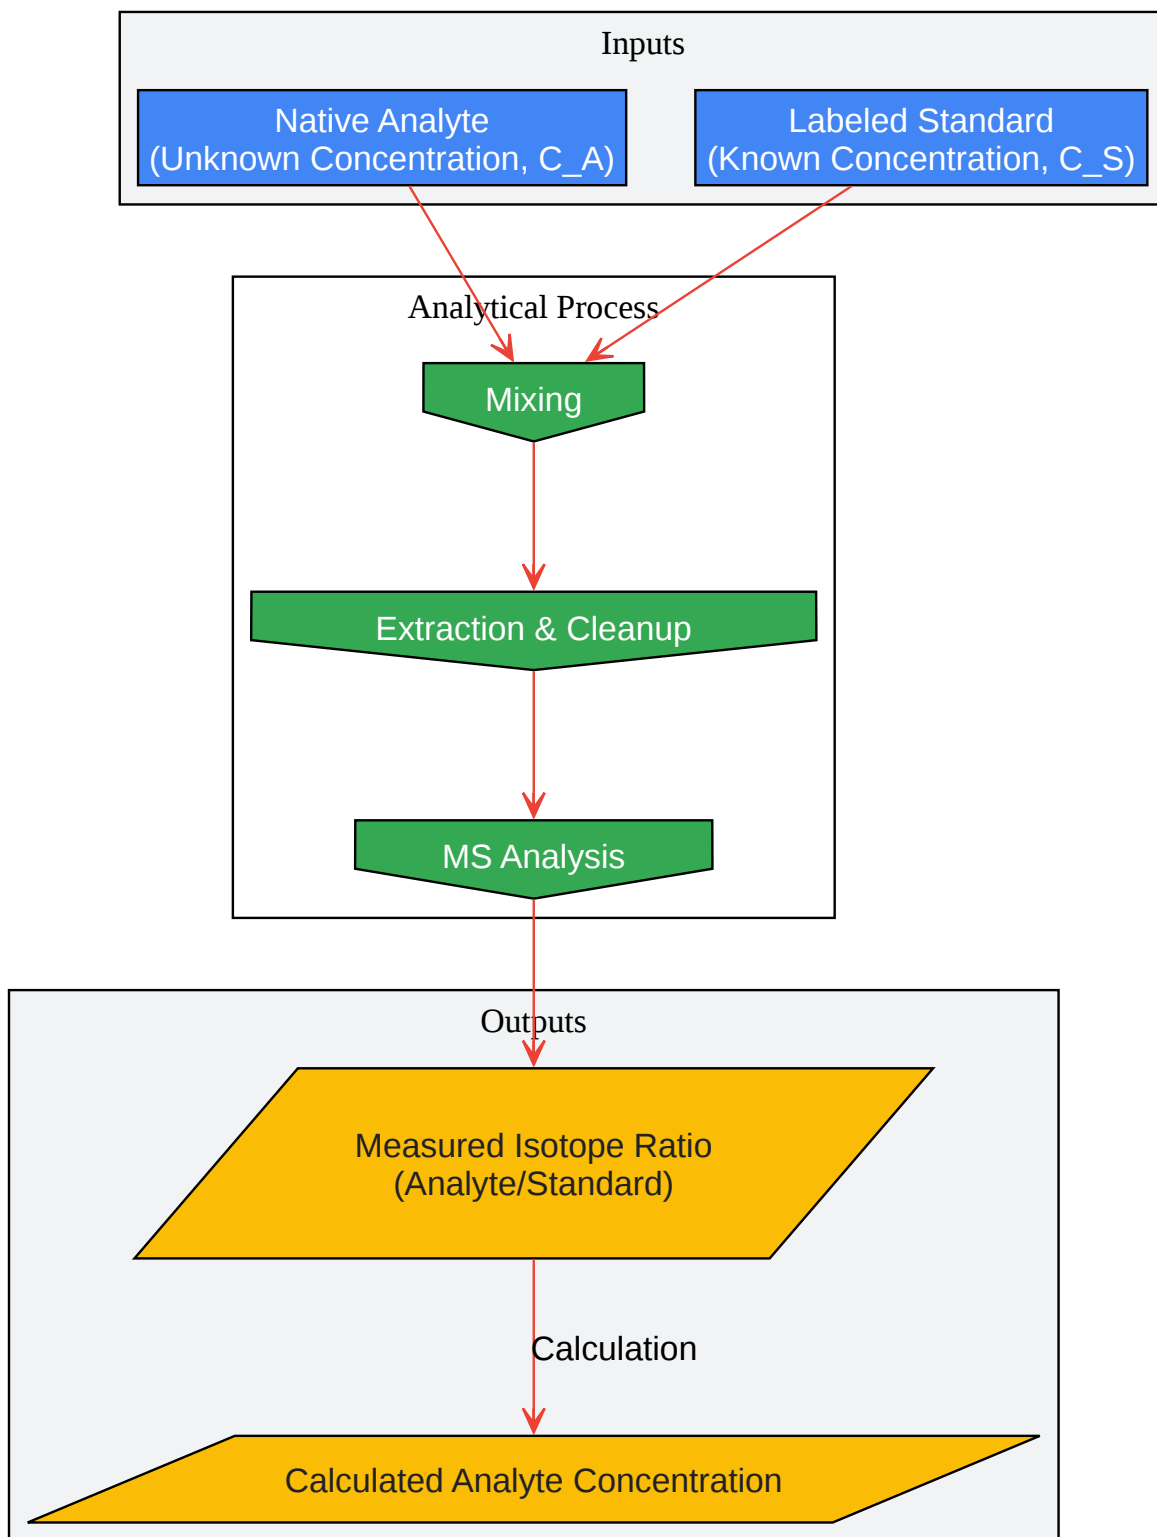 Inputs
Native Analyte
(Unknown Concentration, C_A)
Labeled Standard
(Known Concentration, C_S)
Analytical Process
Mixing
Extraction & Cleanup
MS Analysis
Outputs
Measured Isotope Ratio
(Analyte/Standard)
Calculation
Calculated Analyte Concentration